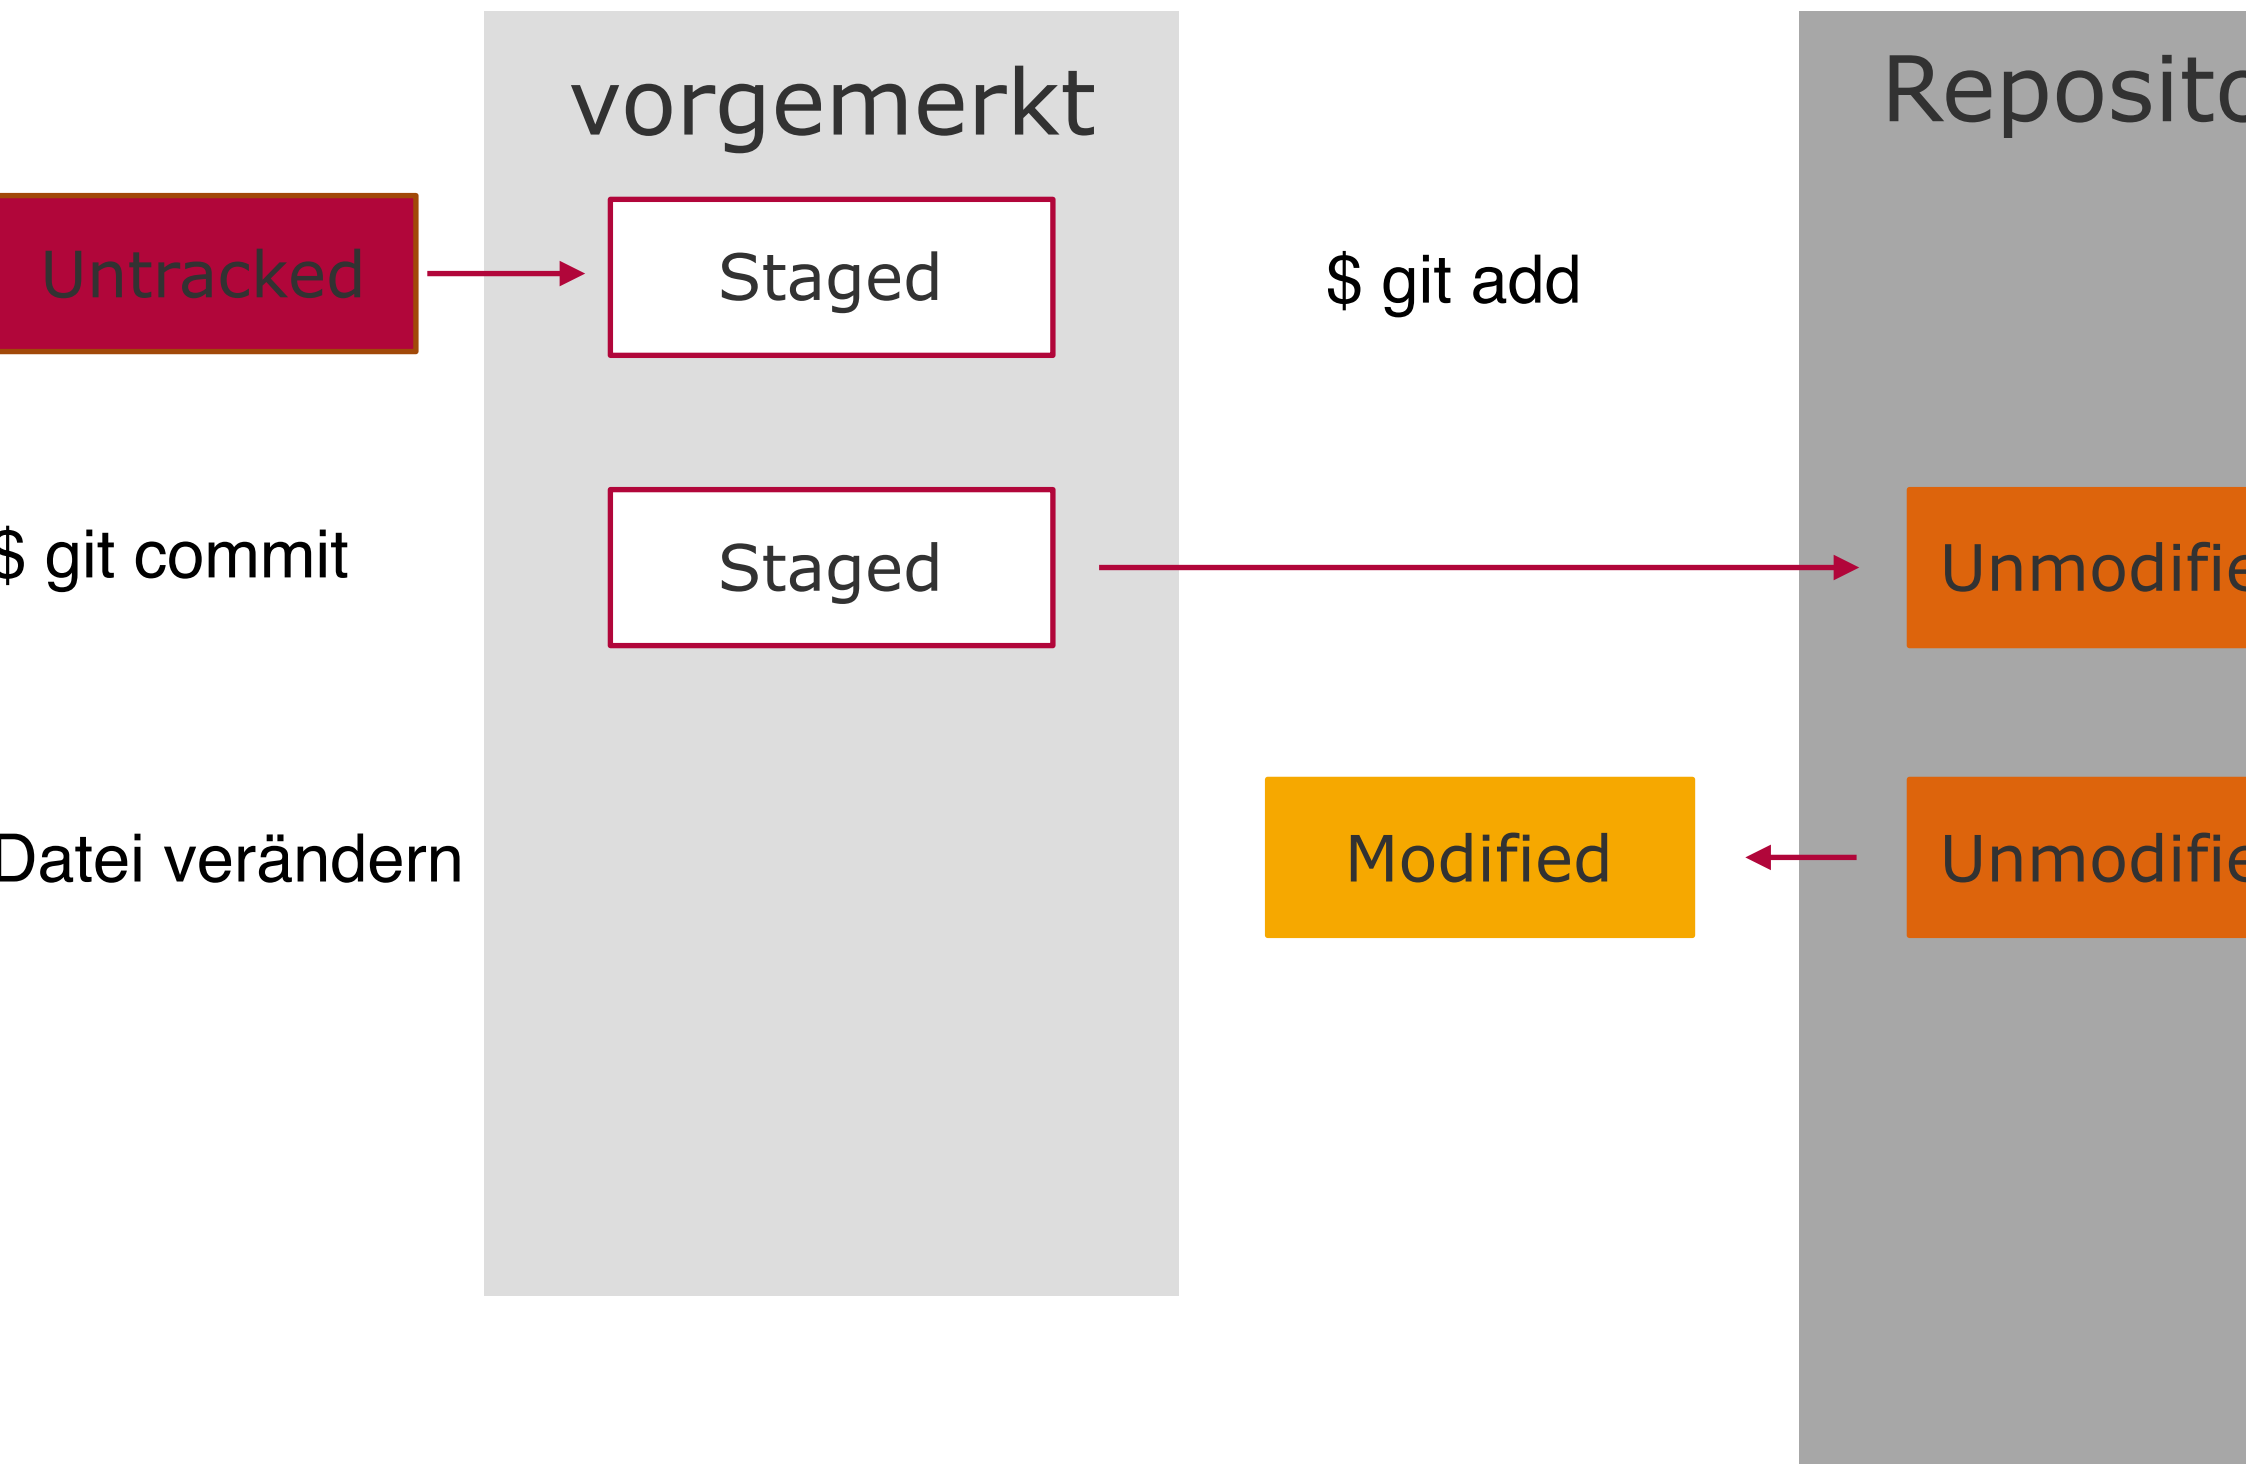 vorgemerkt
Reposito
Untracked
Staged
$ git add
$ git commit
Staged
Unmodifie
Datei verändern
Modified
Unmodifie